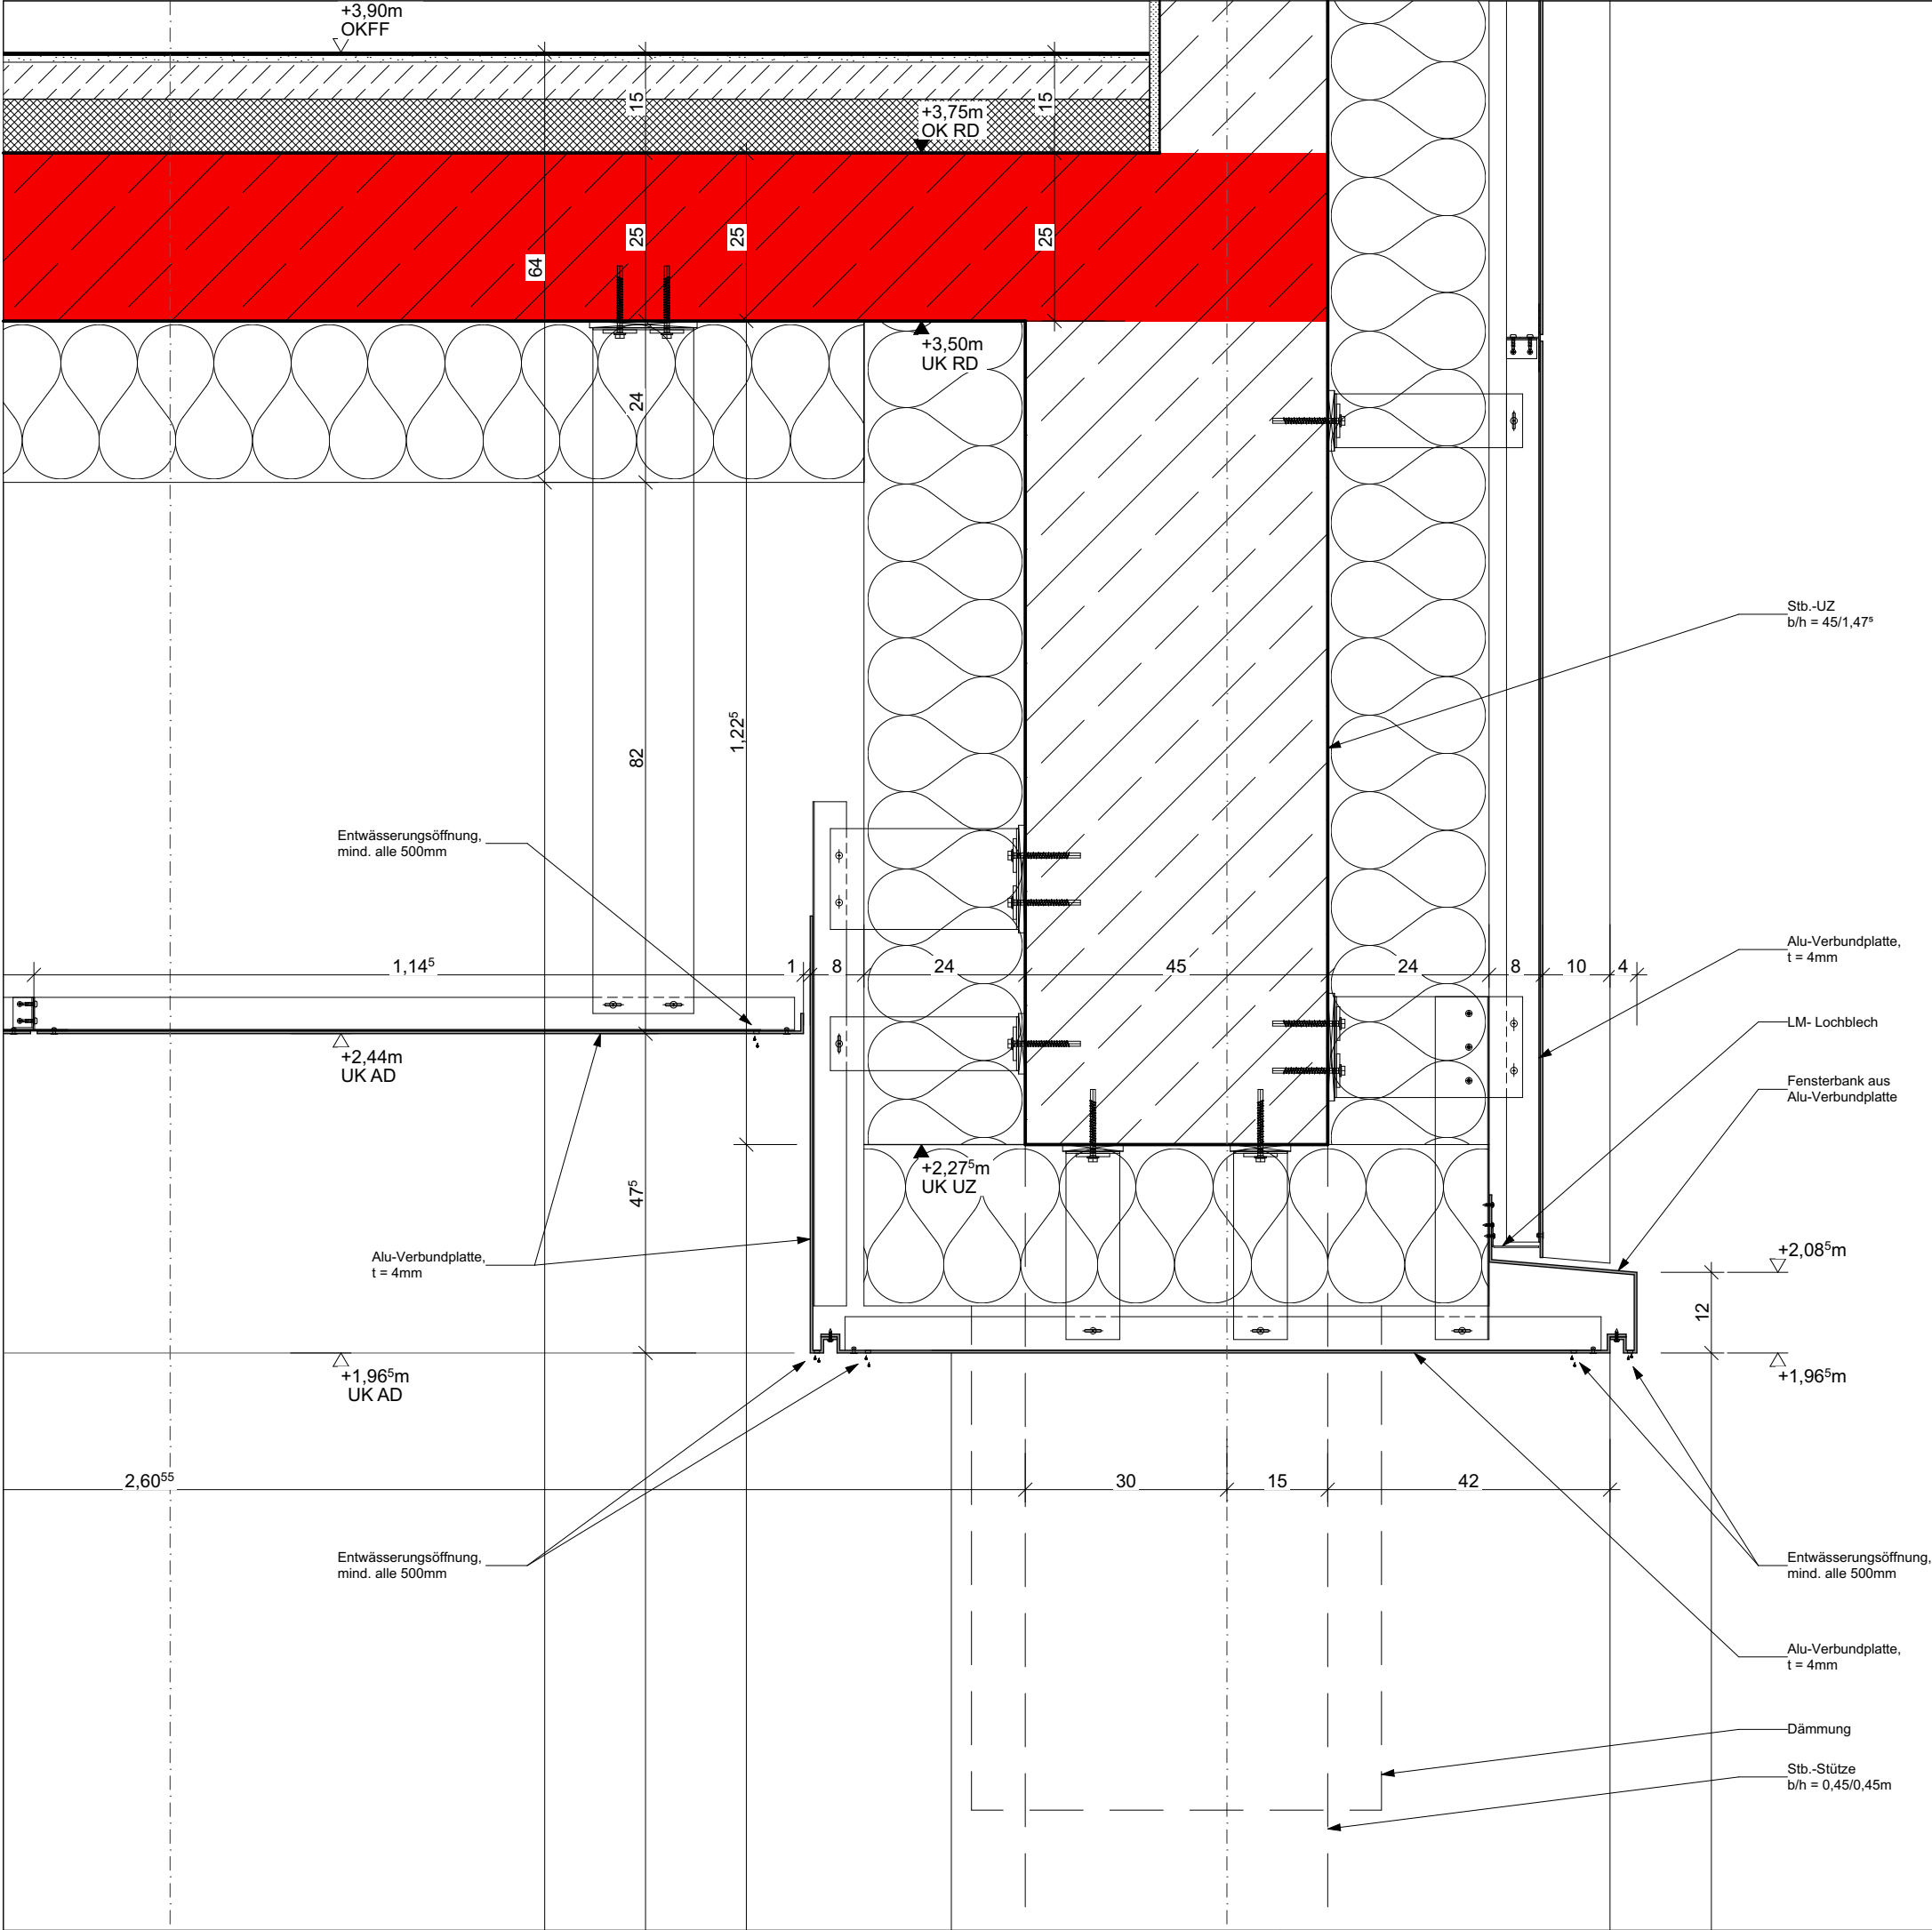 +3,90m
OKFF
15
15
+3,75m
OK RD
25
25
25
64
+3,50m
UK RD
24
Stb.-UZ
b/h = 45/1,47⁵
1,22⁵
82
Entwässerungsöffnung,
mind. alle 500mm
1,14⁵
1
8
24
45
24
8
10
4
Alu-Verbundplatte,
t = 4mm
LM- Lochblech
+2,44m
UK AD
Fensterbank aus
Alu-Verbundplatte
+2,27⁵m
UK UZ
47⁵
Alu-Verbundplatte,
t = 4mm
+2,08⁵m
12
+1,96⁵m
UK AD
+1,96⁵m
2,60⁵⁵
30
15
42
Entwässerungsöffnung,
mind. alle 500mm
Entwässerungsöffnung,
mind. alle 500mm
Alu-Verbundplatte,
t = 4mm
Dämmung
Stb.-Stütze
b/h = 0,45/0,45m